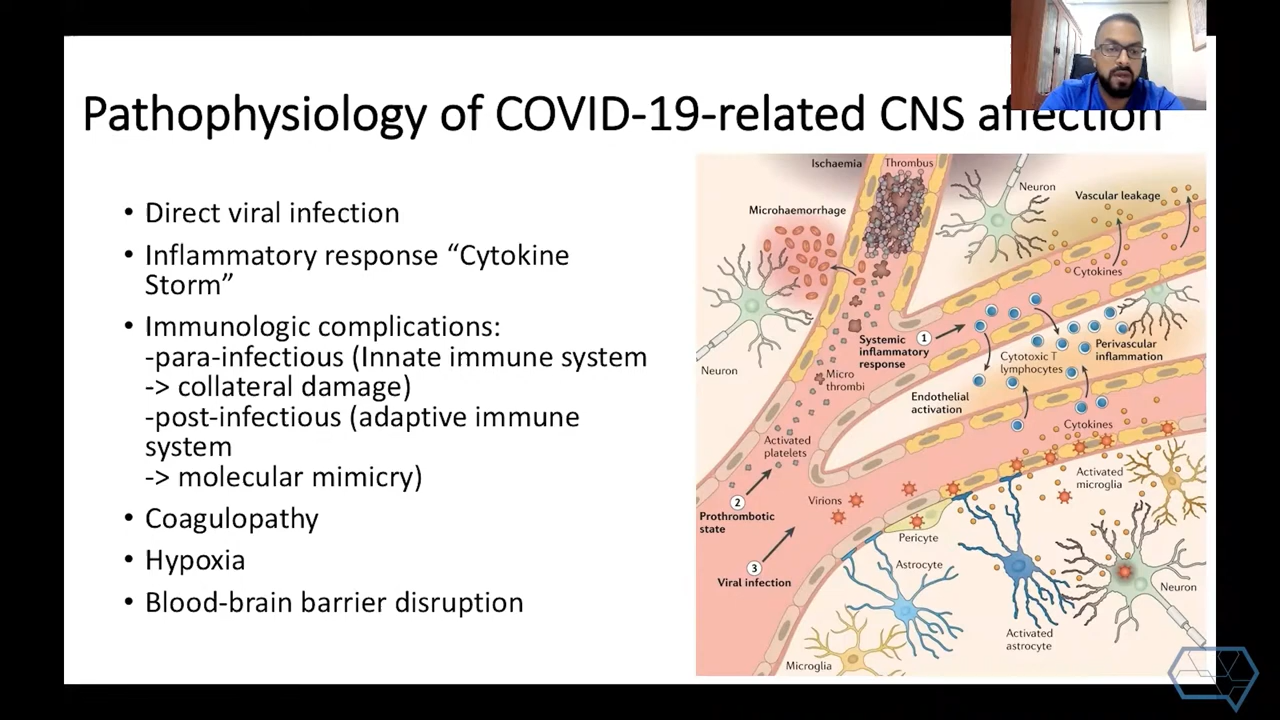 Pathophysiology of COVID-19-related CNS affection
• Direct viral infection
• Inflammatory response “Cytokine
Storm”
• Immunologic complications:
-para-infectious (Innate immune system
-> collateral damage)
-post-infectious (adaptive immune
system
-> molecular mimicry)
• Coagulopathy
• Hypoxia
• Blood-brain barrier disruption
Ischaemia
Thrombus
Neuron
Vascular leakage
Microhaemorrhage
Cytokines
1
Systemic
inflammatory
response
Perivascular
inflammation
Cytotoxic T
lymphocytes
Neuron
Micro
thrombi
Endothelial
activation
Cytokines
Activated
platelets
Activated
microglia
2
Prothrombotic
state
Virions
Pericyte
3
Viral infection
Astrocyte
Neuron
Activated
astrocyte
Microglia